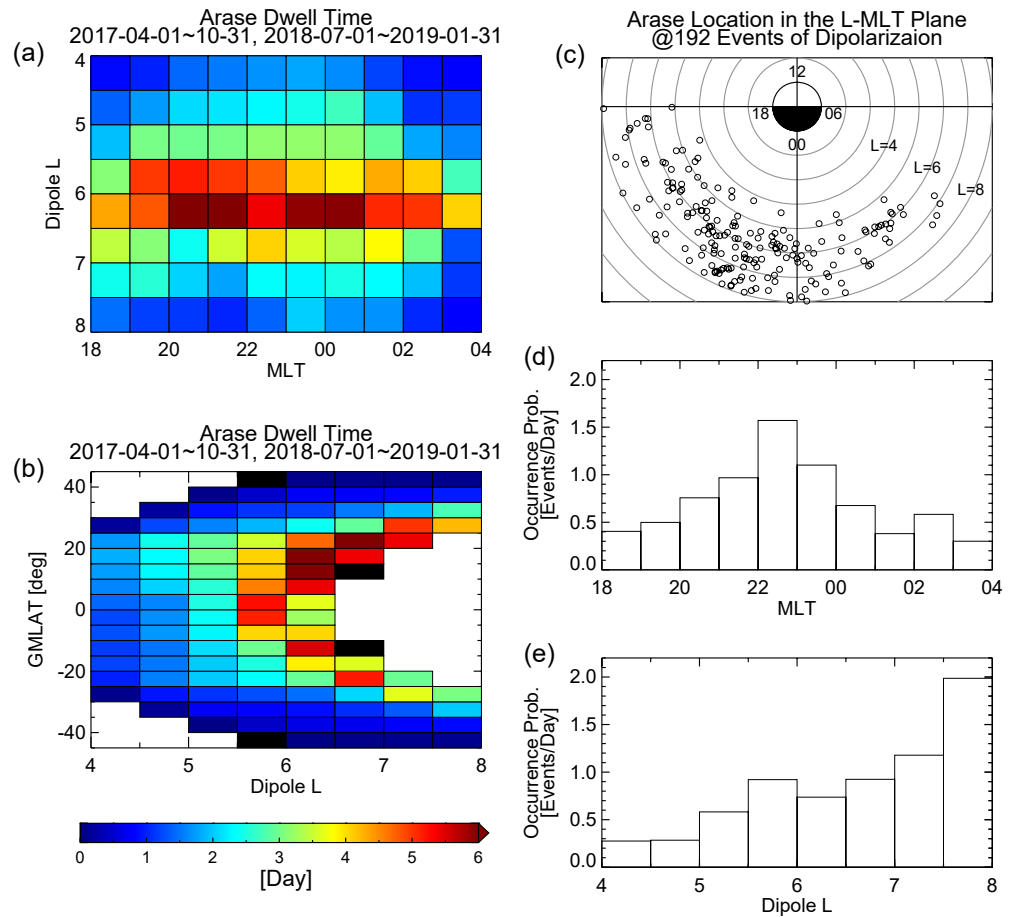 Arase Dwell Time
2017-04-01~10-31, 2018-07-01~2019-01-31
(a)
4
5
6
7
8
Dipole L
18 20 22 00 02 04
MLT
Arase Dwell Time
2017-04-01~10-31, 2018-07-01~2019-01-31
(b)
40
20
0
-20
-40
GMLAT [deg]
4 5 6 7 8
Dipole L
0 1 2 3 4 5 6
[Day]
Arase Location in the L-MLT Plane
@192 Events of Dipolarizaion
(c)
12
18 06
00
L=4
L=6
L=8
(d)
2.0
1.5
1.0
0.5
0.0
Occurrence Prob.
[Events/Day]
18 20 22 00 02 04
MLT
(e)
2.0
1.5
1.0
0.5
0.0
Occurrence Prob.
[Events/Day]
4 5 6 7 8
Dipole L